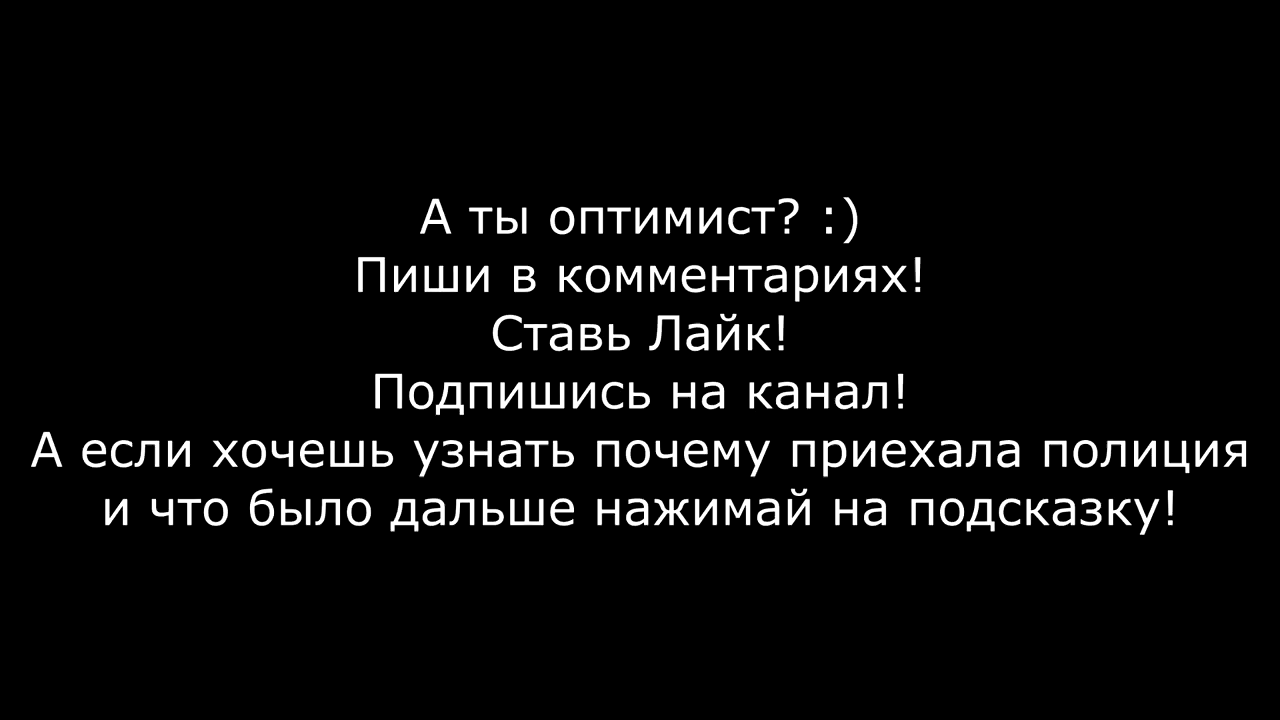 А ты оптимист? :)
Пиши в комментариях!
Ставь Лайк!
Подпишись на канал!
А если хочешь узнать почему приехала полиция
и что было дальше нажимай на подсказку!